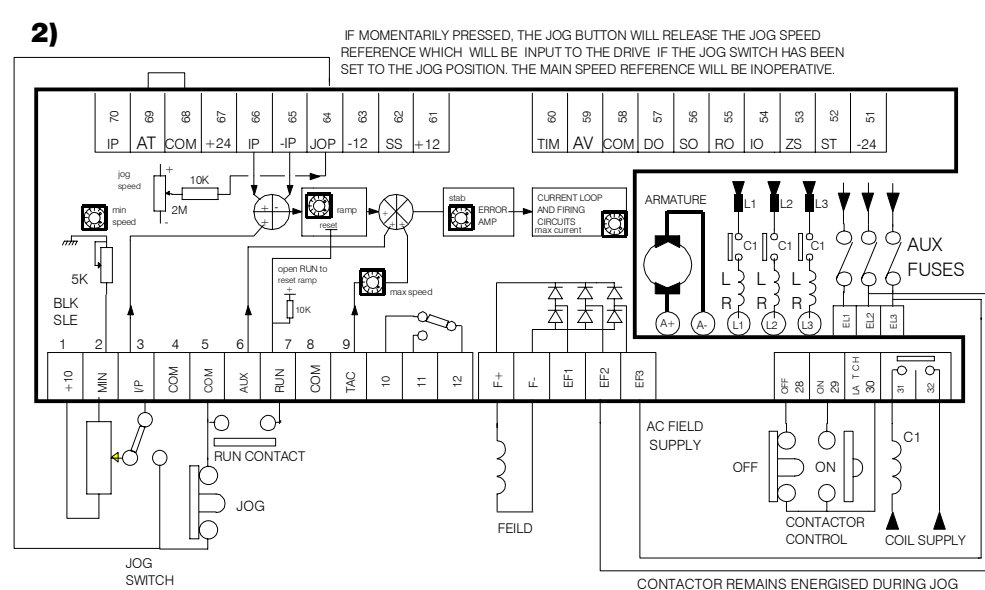 2)
IF MOMENTARILY PRESSED, THE JOG BUTTON WILL RELEASE THE JOG SPEED
REFERENCE WHICH WILL BE INPUT TO THE DRIVE IF THE JOG SWITCH HAS BEEN
SET TO THE JOG POSITION. THE MAIN SPEED REFERENCE WILL BE INOPERATIVE.
70 69 68 67 66 65 64 63 62 61
IP AT COM +24 IP -IP JOP -12 SS +12
60 59 58 57 56 55 54 53 52 51
TIM AV COM DO SO RO IO ZS ST -24
jog
speed
+
10K
2M
-
min
speed
5K
BLK
SLE
+ -
+
ramp
reset
open RUN to
reset ramp
+
10K
max speed
stab
ERROR
AMP
CURRENT LOOP
AND FIRING
CIRCUITS
max current
ARMATURE
A+ A-
L1 L2 L3
C1 C1 C1
L L L
R R R
L1 L2 L3
AUX
FUSES
EL1 EL2 EL3
1 2 3 4 5 6 7 8 9 10 11 12
+10 MIN I/P COM COM AUX RUN COM TAC
F+ F- EF1 EF2 EF3
OFF 28 ON 29 LATCH 30 31 32
RUN CONTACT
JOG
JOG
SWITCH
FEILD
AC FIELD
SUPPLY
OFF ON
CONTACTOR
CONTROL
C1
COIL SUPPLY
CONTACTOR REMAINS ENERGISED DURING JOG